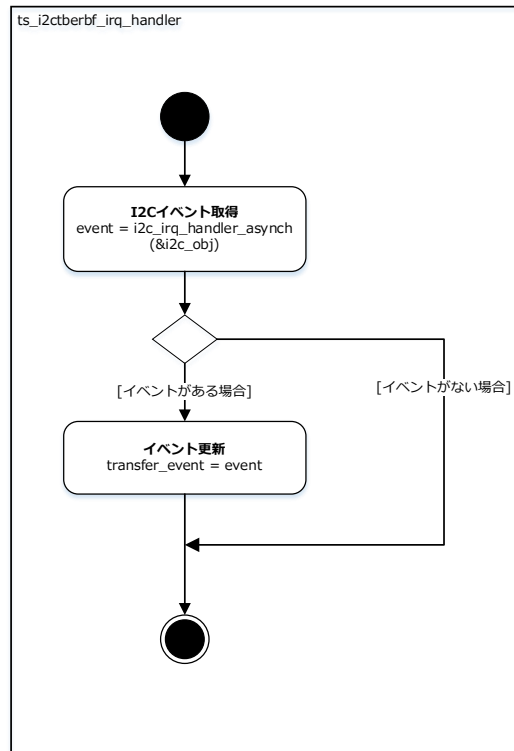 ts_i2ctberbf_irq_handler
I2Cイベント取得
event = i2c_irq_handler_asynch
(&i2c_obj)
[イベントがある場合]
[イベントがない場合]
イベント更新
transfer_event = event